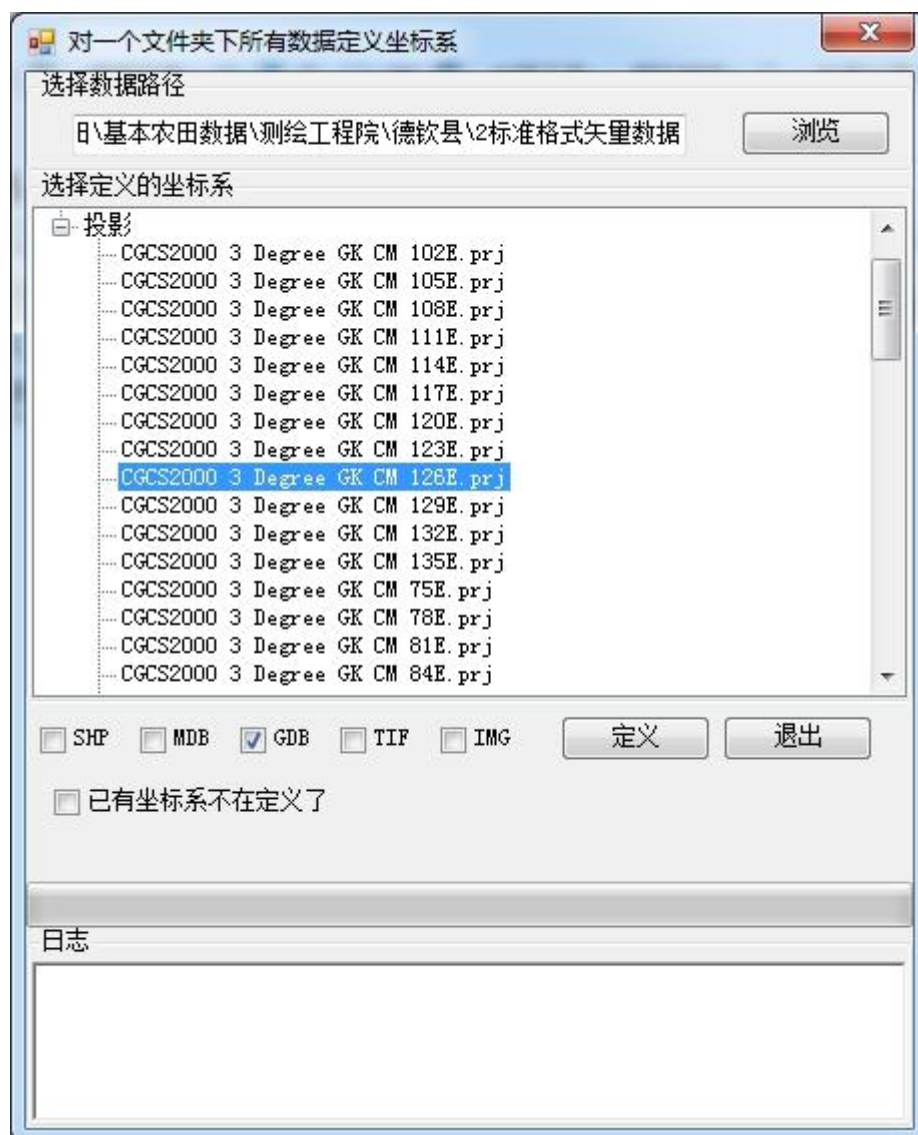 对一个文件夹下所有数据定义坐标系
选择数据路径
\基本农田数据\测绘工程院\德钦县\2标准格式矢量数据
浏览
选择定义的坐标系
投影
CGCS2000 3 Degree GK CM 102E.prj
CGCS2000 3 Degree GK CM 105E.prj
CGCS2000 3 Degree GK CM 108E.prj
CGCS2000 3 Degree GK CM 111E.prj
CGCS2000 3 Degree GK CM 114E.prj
CGCS2000 3 Degree GK CM 117E.prj
CGCS2000 3 Degree GK CM 120E.prj
CGCS2000 3 Degree GK CM 123E.prj
CGCS2000 3 Degree GK CM 126E.prj
CGCS2000 3 Degree GK CM 129E.prj
CGCS2000 3 Degree GK CM 132E.prj
CGCS2000 3 Degree GK CM 135E.prj
CGCS2000 3 Degree GK CM 75E.prj
CGCS2000 3 Degree GK CM 78E.prj
CGCS2000 3 Degree GK CM 81E.prj
CGCS2000 3 Degree GK CM 84E.prj
SHP MDB GDB TIF IMG 定义 退出
已有坐标系不在定义了
日志